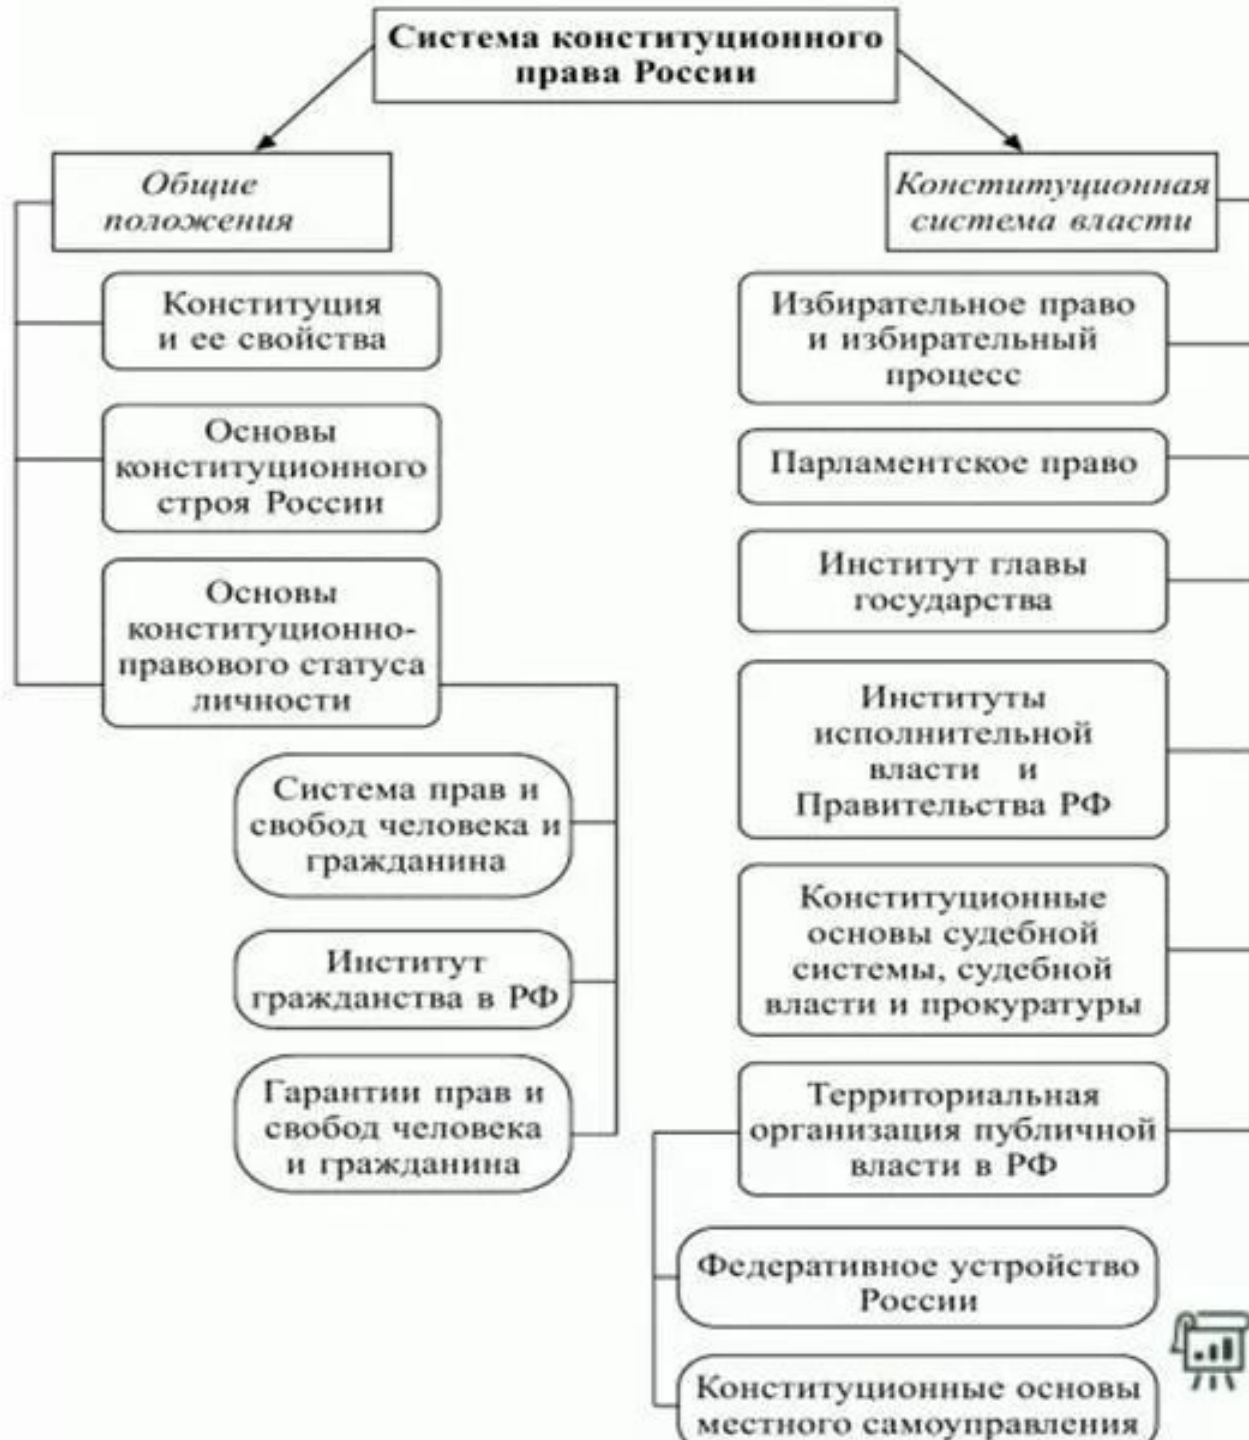 Система конституционного
права России
Общие
положения
Конституция
и ее свойства
Основы
конституционного
строя России
Основы
конституционно-
правового статуса
личности
Система прав и
свобод человека и
гражданина
Институт
гражданства в РФ
Гарантии прав и
свобод человека
и гражданина
Конституционная
система власти
Избирательное право
и избирательный
процесс
Парламентское право
Институт главы
государства
Институты
исполнительной
власти и
Правительства РФ
Конституционные
основы судебной
системы, судебной
власти и прокуратуры
Территориальная
организация публичной
власти в РФ
Федеративное устройство
России
Конституционные основы
местного самоуправления